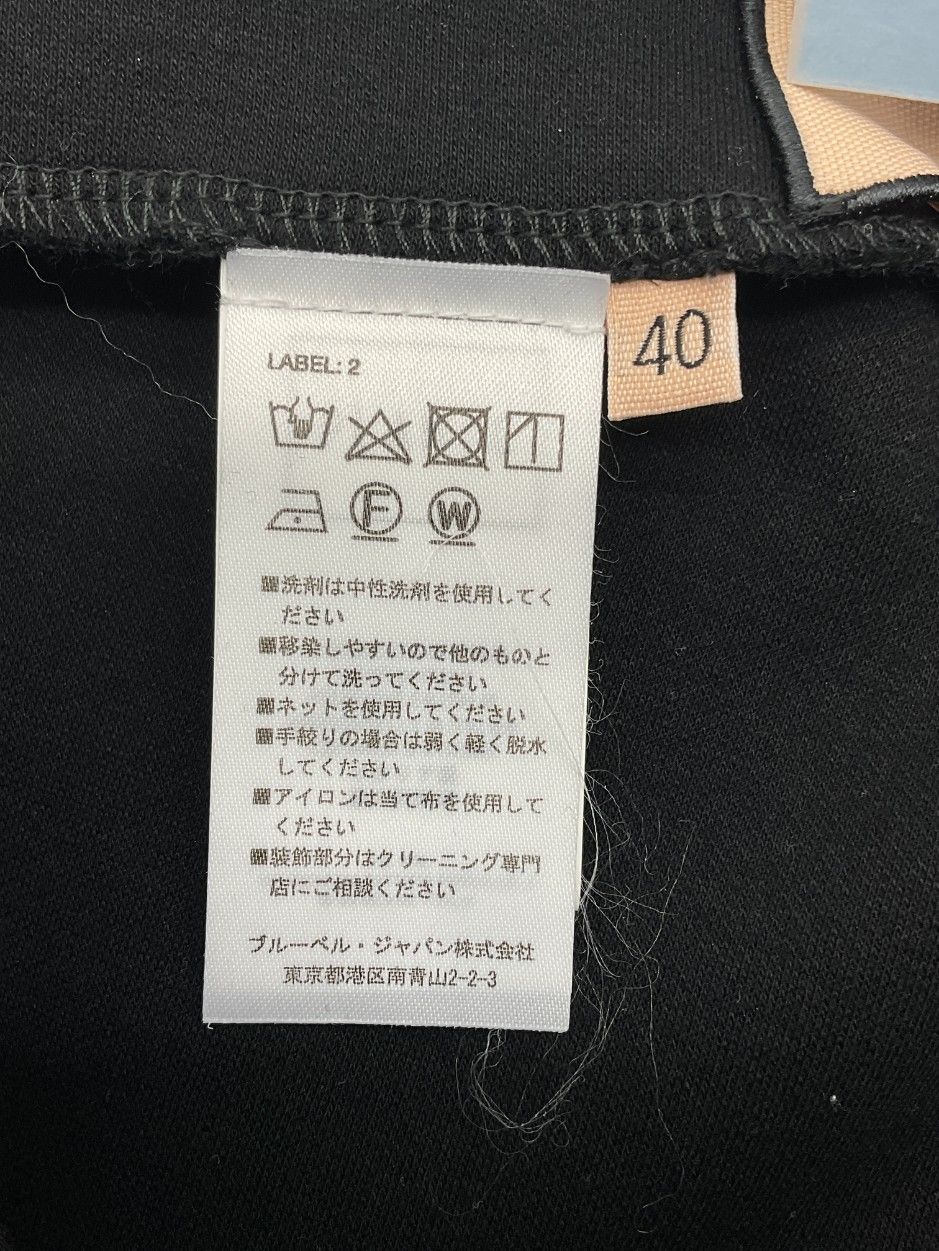 40
LABEL: 2
F
W
■洗剤は中性洗剤を使用してく
ださい
■移染しやすいので他のものと
分けて洗ってください
■ネットを使用してください
■手絞りの場合は弱く軽く脱水
してください
■アイロンは当て布を使用して
ください
■装飾部分はクリーニング専門
店にご相談ください
ブルーベル・ジャパン株式会社
東京都港区南青山2-2-3